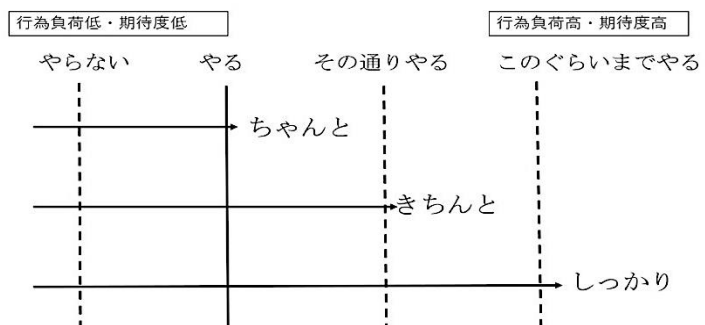 行為負荷低・期待度低
行為負荷高・期待度高
やらない
やる
その通りやる
このぐらいまでやる
ちゃんと
きちんと
しっかり